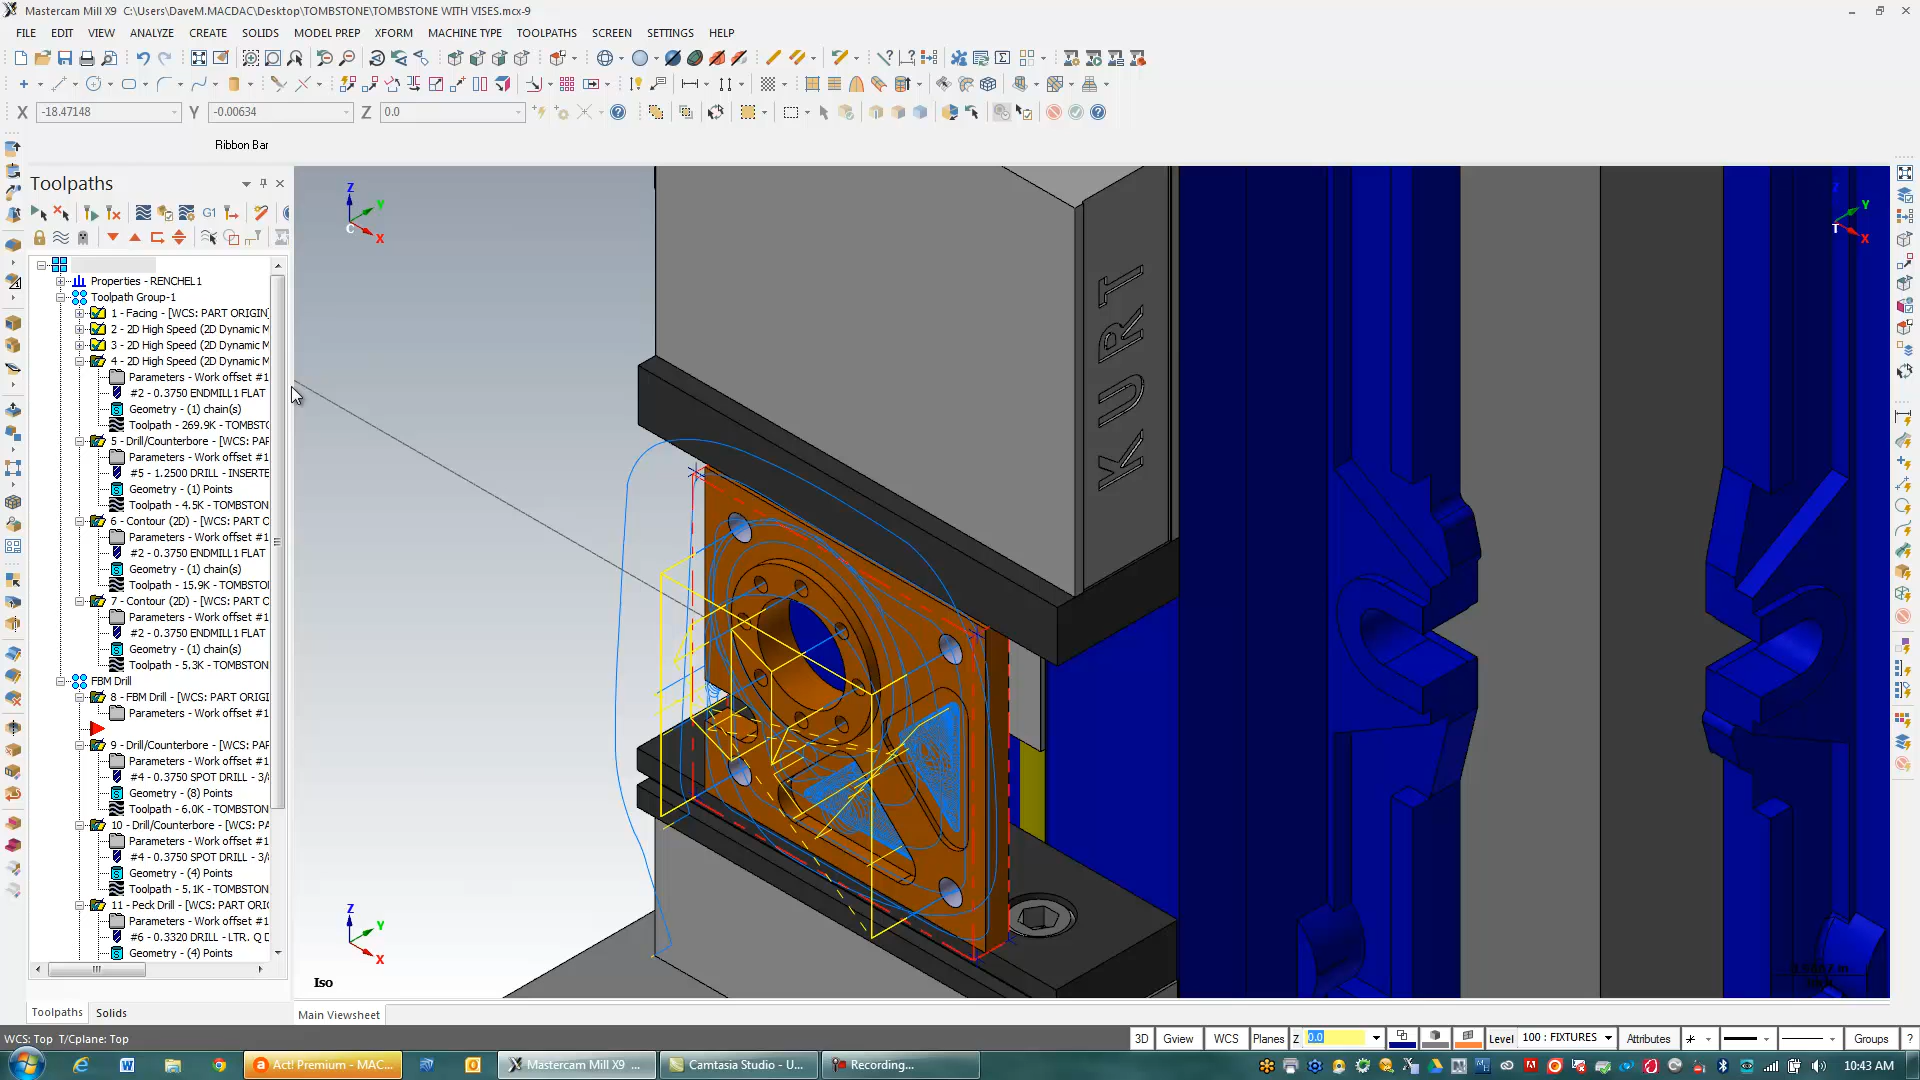 Mastercam Mill X9  C:\Users\DaveM.MACDAC\Desktop\TOMBSTONE\TOMBSTONE WITH VISES.mcx-9
FILE EDIT VIEW ANALYZE CREATE SOLIDS MODEL PREP XFORM MACHINE TYPE TOOLPATHS SCREEN SETTINGS HELP
X -18.47148 Y -0.00634 Z 0.0
Ribbon Bar
Toolpaths
G1
Properties - RENCHEL1
Toolpath Group-1
1 - Facing - [WCS: PART ORIGIN]
2 - 2D High Speed (2D Dynamic M
3 - 2D High Speed (2D Dynamic M
4 - 2D High Speed (2D Dynamic M
Parameters - Work offset #1
#2 - 0.3750 ENDMILL1 FLAT
Geometry - (1) chain(s)
Toolpath - 269.9K - TOMBSTO
5 - Drill/Counterbore - [WCS: PAR
Parameters - Work offset #1
#5 - 1.2500 DRILL - INSERTE
Geometry - (1) Points
Toolpath - 4.5K - TOMBSTON
6 - Contour (2D) - [WCS: PART O
Parameters - Work offset #1
#2 - 0.3750 ENDMILL1 FLAT
Geometry - (1) chain(s)
Toolpath - 15.9K - TOMBSTO
7 - Contour (2D) - [WCS: PART O
Parameters - Work offset #1
#2 - 0.3750 ENDMILL1 FLAT
Geometry - (1) chain(s)
Toolpath - 5.3K - TOMBSTON
FBM Drill
8 - FBM Drill - [WCS: PART ORIGI
Parameters - Work offset #1
9 - Drill/Counterbore - [WCS: PAR
Parameters - Work offset #1
#4 - 0.3750 SPOT DRILL - 3/8
Geometry - (8) Points
Toolpath - 6.0K - TOMBSTON
10 - Drill/Counterbore - [WCS: PA
Parameters - Work offset #1
#4 - 0.3750 SPOT DRILL - 3/8
Geometry - (4) Points
Toolpath - 5.1K - TOMBSTON
11 - Peck Drill - [WCS: PART ORIG
Parameters - Work offset #1
#6 - 0.3320 DRILL - LTR. Q D
Geometry - (4) Points
Toolpaths Solids
Z
Y
C
X
KURT
Z
Y
T
X
Z
Y
X
Iso
Main Viewsheet
WCS: Top  T/Cplane: Top
3D Gview WCS Planes Z 0.0 Level 100 : FIXTURES Attributes Groups ?
Act! Premium - MAC... Mastercam Mill X9 ... Camtasia Studio - U... Recording... 10:43 AM